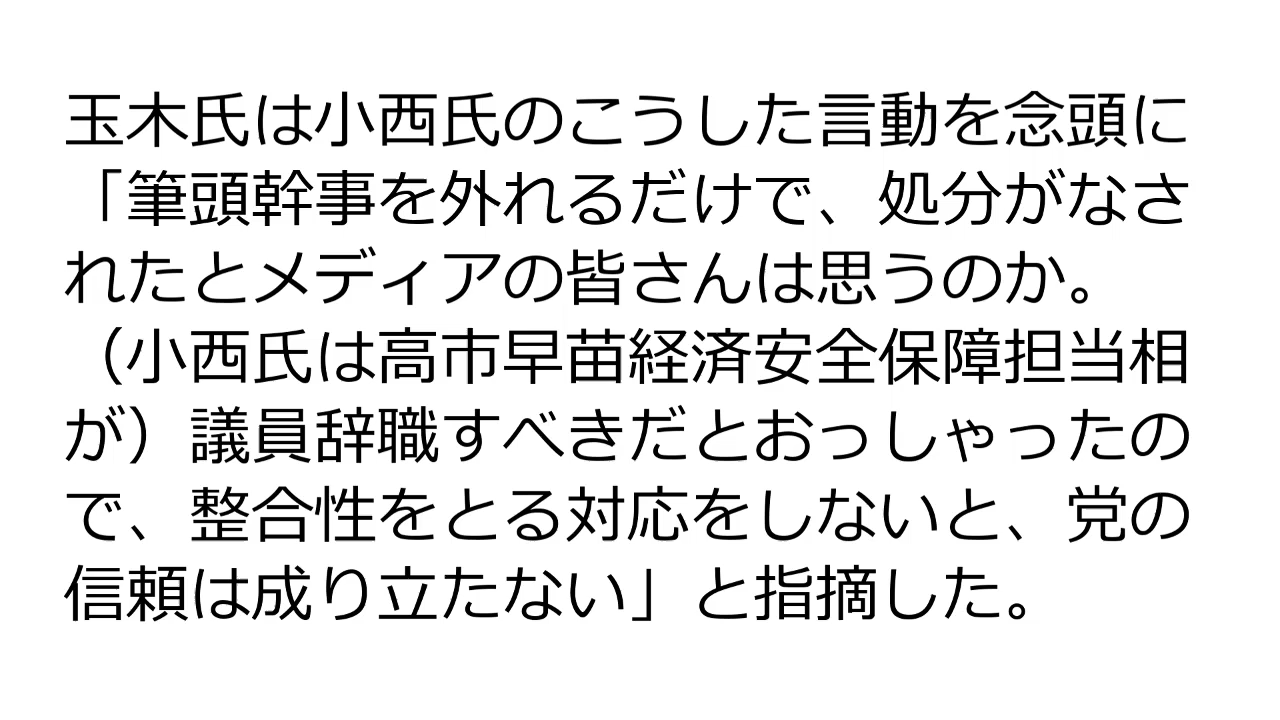 玉木氏は小西氏のこうした言動を念頭に
「筆頭幹事を外れるだけで、処分がなさ
れたとメディアの皆さんは思うのか。
（小西氏は高市早苗経済安全保障担当相
が）議員辞職すべきだとおっしゃったの
で、整合性をとる対応をしないと、党の
信頼は成り立たない」と指摘した。